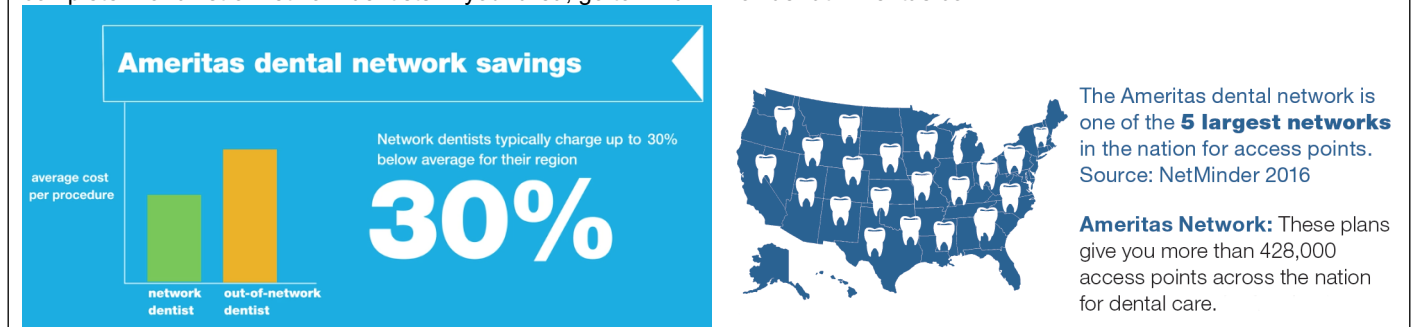 Ameritas dental network savings
Network dentists typically charge up to 30%
below average for their region
30%
average cost
per procedure
network
dentist
out-of-network
dentist
The Ameritas dental network is
one of the 5 largest networks
in the nation for access points.
Source: NetMinder 2016
Ameritas Network: These plans
give you more than 428,000
access points across the nation
for dental care.